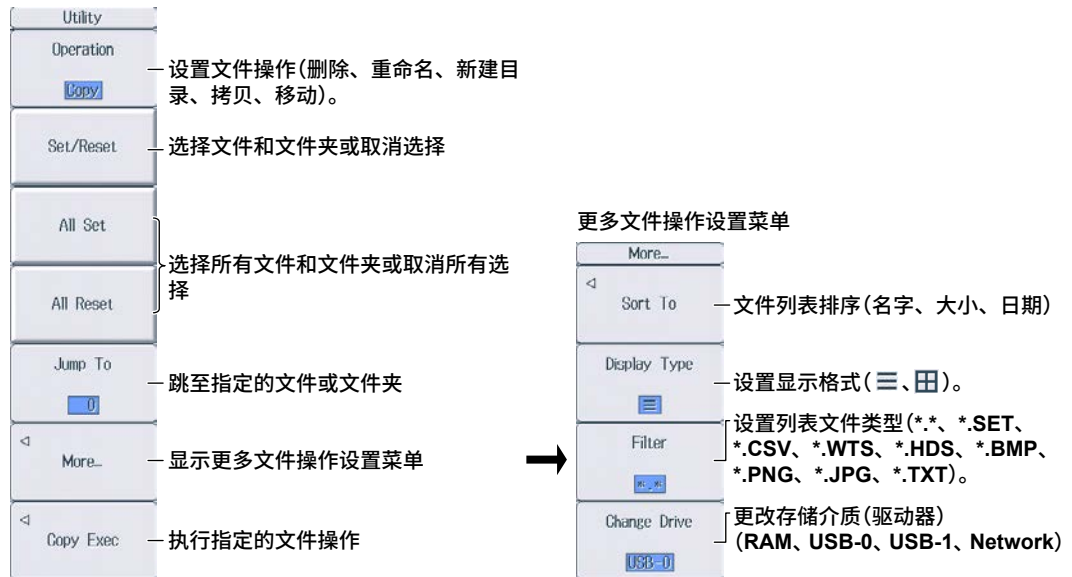 Utility
Operation
Copy
设置文件操作(删除、重命名、新建目
录、拷贝、移动)。
Set/Reset
选择文件和文件夹或取消选择
All Set
All Reset
选择所有文件和文件夹或取消所有选
择
Jump To
0
跳至指定的文件或文件夹
More...
显示更多文件操作设置菜单
Copy Exec
执行指定的文件操作
更多文件操作设置菜单
More...
Sort To
文件列表排序(名字、大小、日期)
Display Type
设置显示格式(、)。
Filter
*.*
设置列表文件类型(*.*、*.SET、
*.CSV、*.WTS、*.HDS、*.BMP、
*.PNG、*.JPG、*.TXT)。
Change Drive
USB-0
更改存储介质(驱动器)
(RAM、USB-0、USB-1、Network)